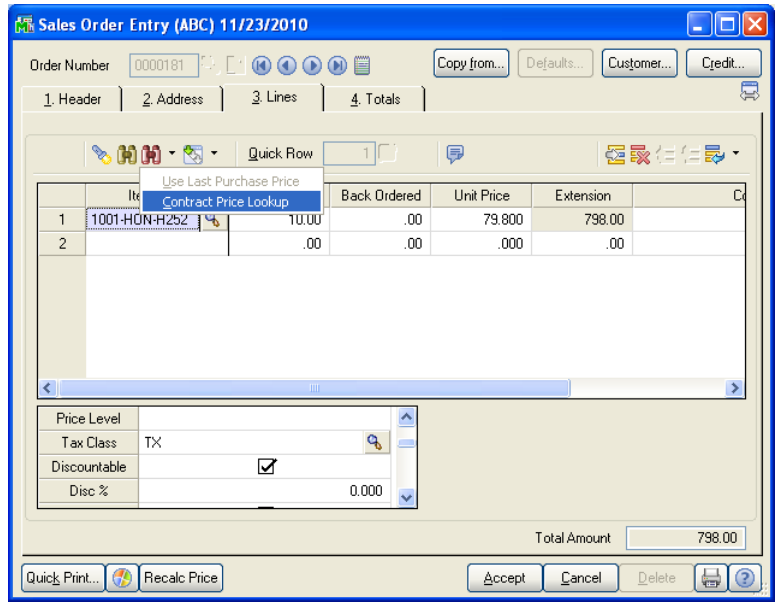 Sales Order Entry (ABC) 11/23/2010
Order Number 0000181 Copy from... Defaults... Customer... Credit...
1. Header 2. Address 3. Lines 4. Totals
Quick Row 1
Use Last Purchase Price
Contract Price Lookup
Ite Back Ordered Unit Price Extension Co
1 1001-HON-H252 10.00 .00 79.800 798.00
2 .00 .00 .000 .00
Price Level
Tax Class TX
Discountable
Disc % 0.000
Total Amount 798.00
Quick Print... Recalc Price Accept Cancel Delete